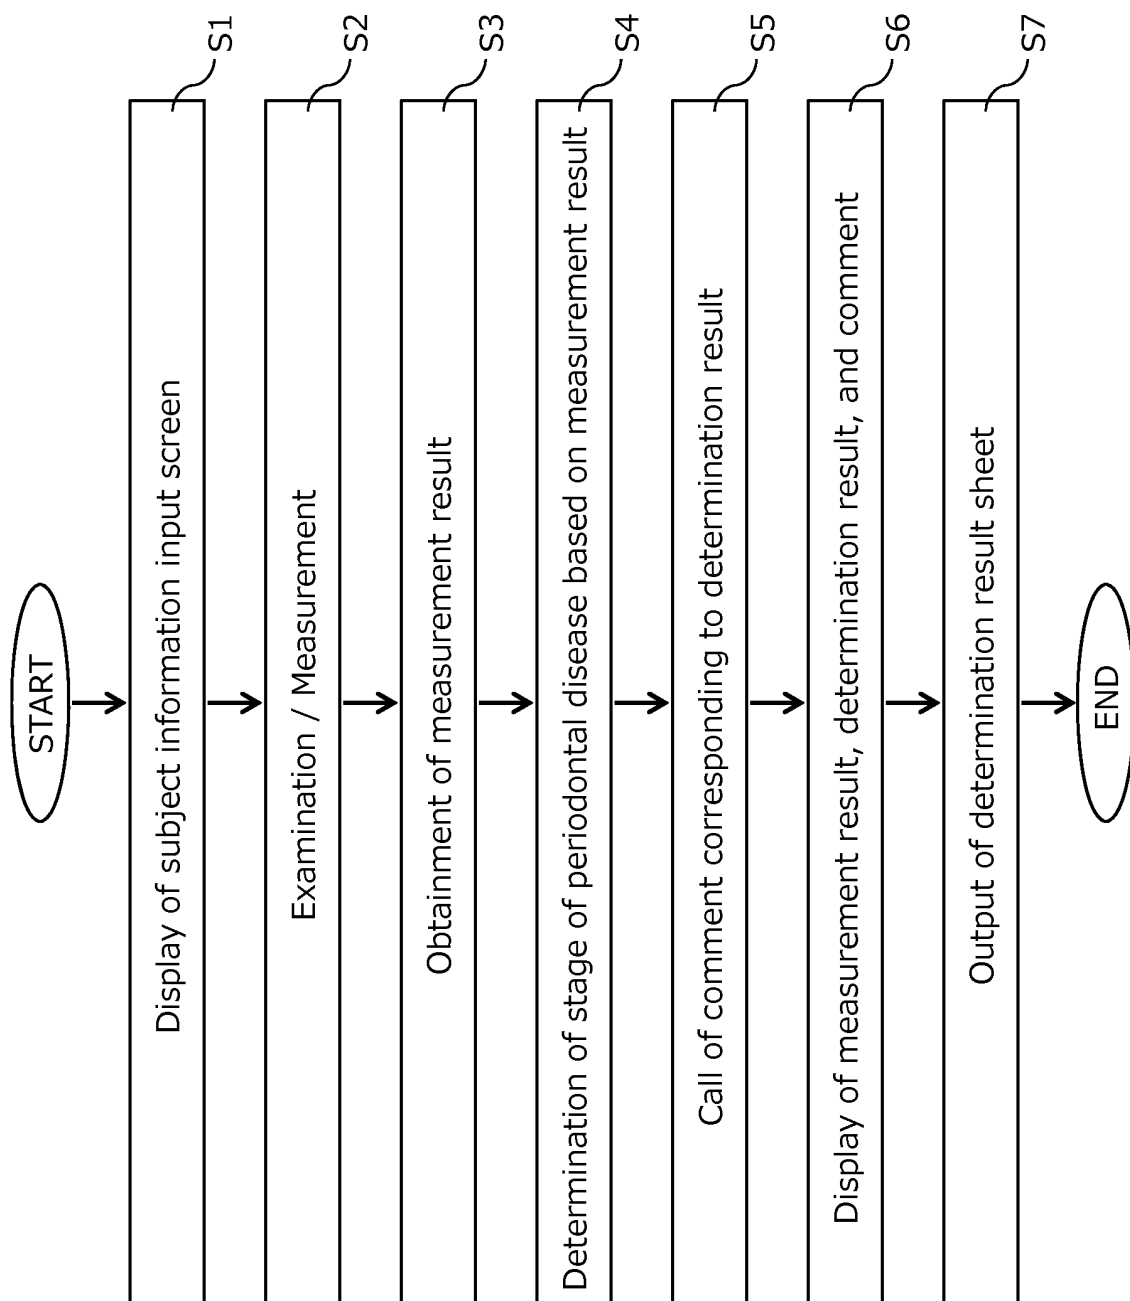 START
Display of subject information input screen
S1
Examination / Measurement
S2
Obtainment of measurement result
S3
Determination of stage of periodontal disease based on measurement result
S4
Call of comment corresponding to determination result
S5
Display of measurement result, determination result, and comment
S6
Output of determination result sheet
S7
END